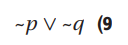 ~p ∨ ~q (9